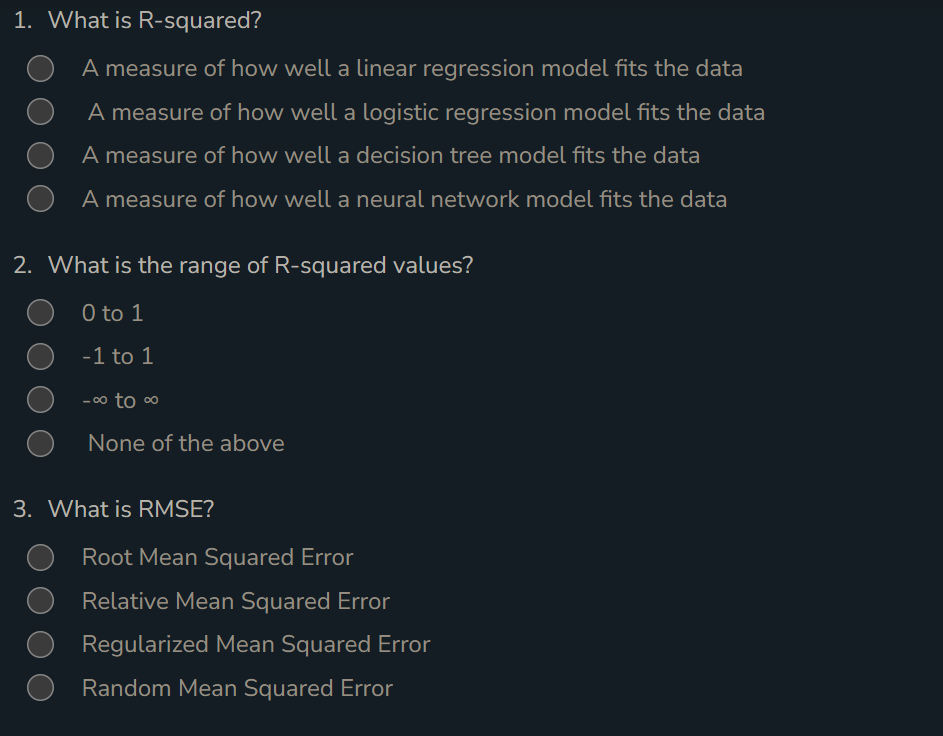 1. What is R-squared?
A measure of how well a linear regression model fits the data
A measure of how well a logistic regression model fits the data
A measure of how well a decision tree model fits the data
A measure of how well a neural network model fits the data
2. What is the range of R-squared values?
0 to 1
-1 to 1
-∞ to ∞
None of the above
3. What is RMSE?
Root Mean Squared Error
Relative Mean Squared Error
Regularized Mean Squared Error
Random Mean Squared Error